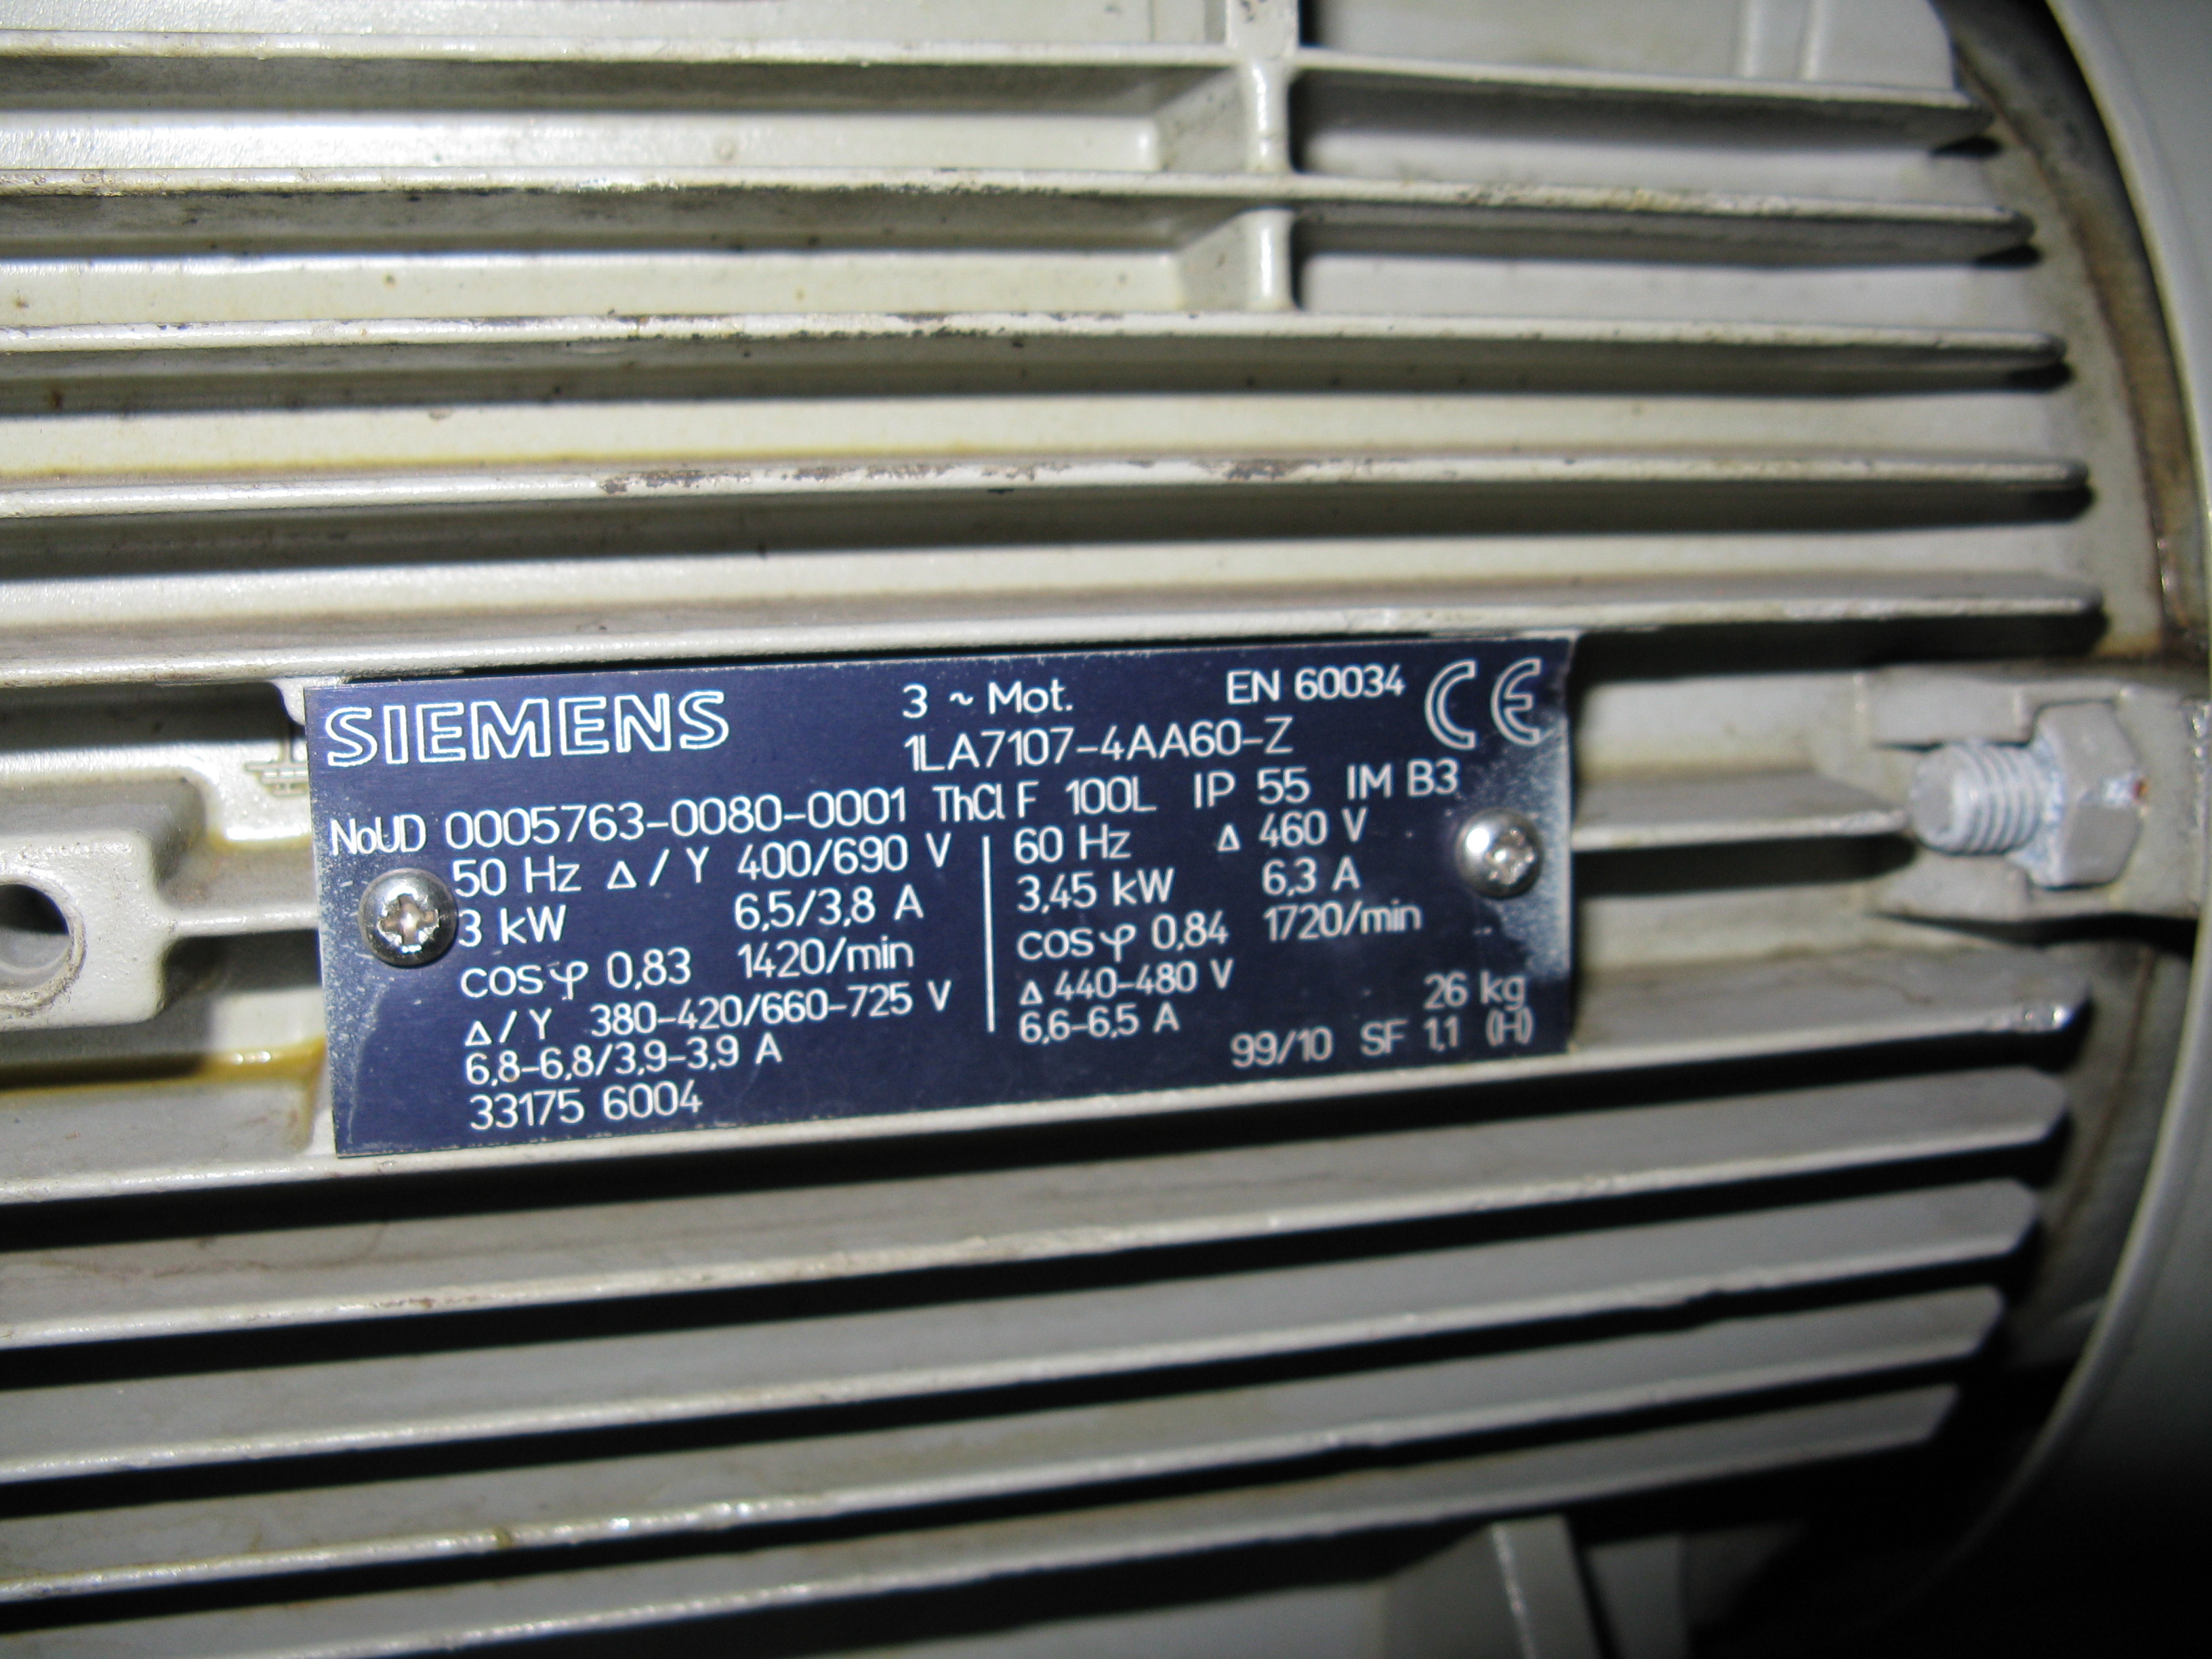 SIEMENS 3 ~ Mot. EN 60034 CE
1LA7107-4AA60-Z
NoUD 0005763-0080-0001 ThCl F 100L IP 55 IM B3
50 Hz Δ/Y 400/690 V 60 Hz Δ 460 V
3 kW 6,5/3,8 A 3,45 kW 6,3 A
cosφ 0,83 1420/min cosφ 0,84 1720/min
Δ/Y 380-420/660-725 V Δ 440-480 V 26 kg
6,8-6,8/3,9-3,9 A 6,6-6,5 A 99/10 SF 1,1 (H)
33175 6004